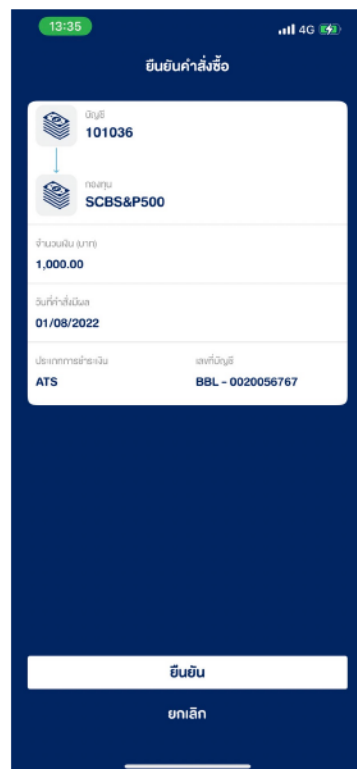 13:35
4G
ยืนยันคำสั่งซื้อ
บัญชี
101036
กองทุน
SCBS&P500
จำนวนเงิน (บาท)
1,000.00
วันที่คำสั่งมีผล
01/08/2022
ประเภทการชำระเงิน
เลขที่บัญชี
ATS
BBL - 0020056767
ยืนยัน
ยกเลิก